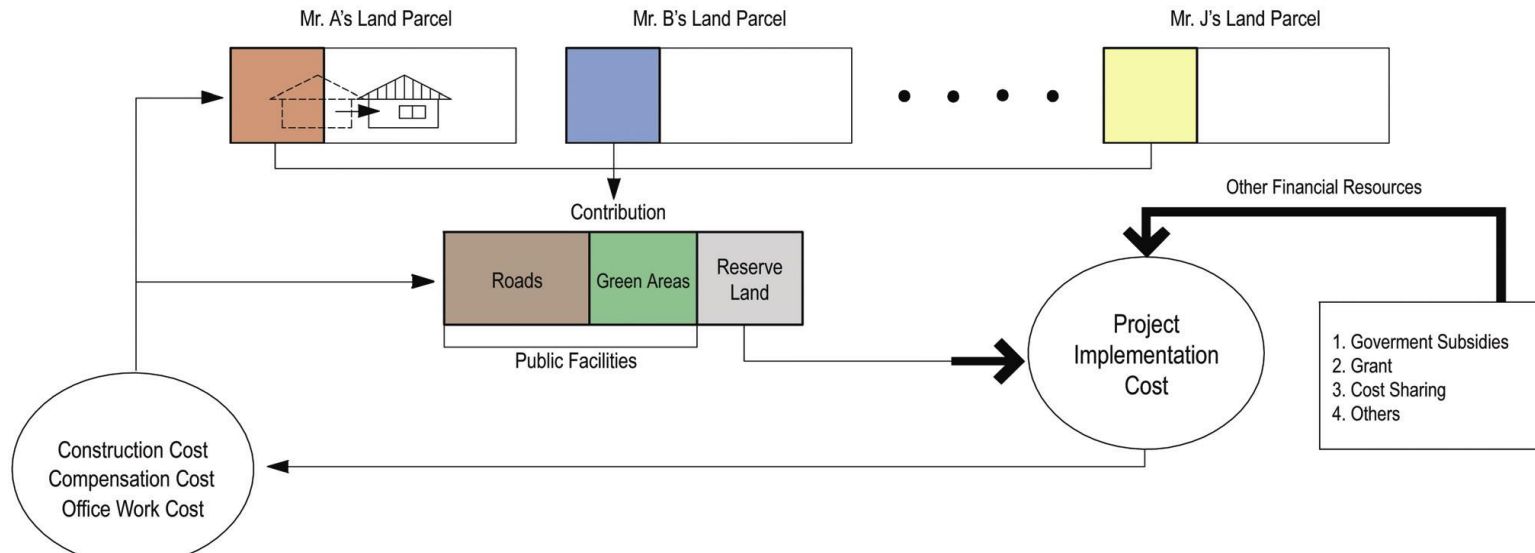 Mr. A's Land Parcel
Mr. B's Land Parcel
Mr. J's Land Parcel
Other Financial Resources
Contribution
Roads
Green Areas
Reserve
Land
Public Facilities
Project
Implementation
Cost
1. Goverment Subsidies
2. Grant
3. Cost Sharing
4. Others
Construction Cost
Compensation Cost
Office Work Cost